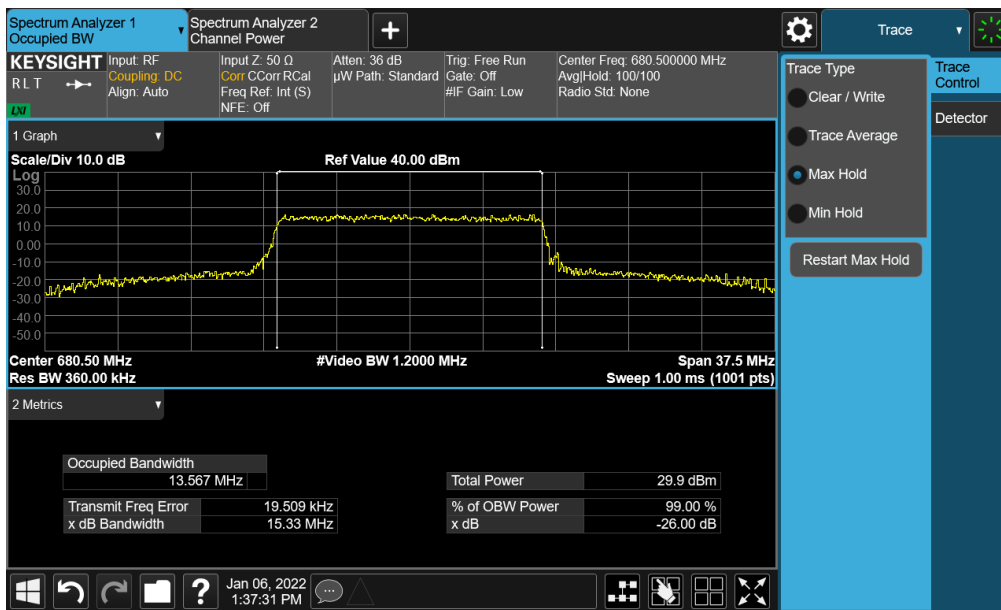 Spectrum Analyzer 1
Occupied BW
Spectrum Analyzer 2
Channel Power
Trace
KEYSIGHT
R L T
LXI
Input: RF
Coupling: DC
Align: Auto
Input Z: 50 Ω
Corr CCorr RCal
Freq Ref: Int (S)
NFE: Off
Atten: 36 dB
µW Path: Standard
Trig: Free Run
Gate: Off
#IF Gain: Low
Center Freq: 680.500000 MHz
Avg|Hold: 100/100
Radio Std: None
Trace Type
Clear / Write
Trace Average
Max Hold
Min Hold
Restart Max Hold
Trace
Control
Detector
1 Graph
Scale/Div 10.0 dB
Ref Value 40.00 dBm
Log
30.0
20.0
10.0
0.00
-10.0
-20.0
-30.0
-40.0
-50.0
Center 680.50 MHz
#Video BW 1.2000 MHz
Span 37.5 MHz
Res BW 360.00 kHz
Sweep 1.00 ms (1001 pts)
2 Metrics
Occupied Bandwidth
13.567 MHz
Total Power 29.9 dBm
Transmit Freq Error 19.509 kHz
% of OBW Power 99.00 %
x dB Bandwidth 15.33 MHz
x dB -26.00 dB
?
Jan 06, 2022
1:37:31 PM